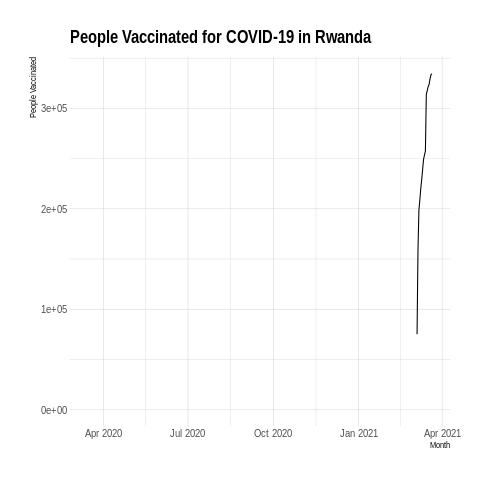 People Vaccinated for COVID-19 in Rwanda
People Vaccinated
3e+05
2e+05
1e+05
0e+00
Apr 2020 Jul 2020 Oct 2020 Jan 2021 Apr 2021
Month